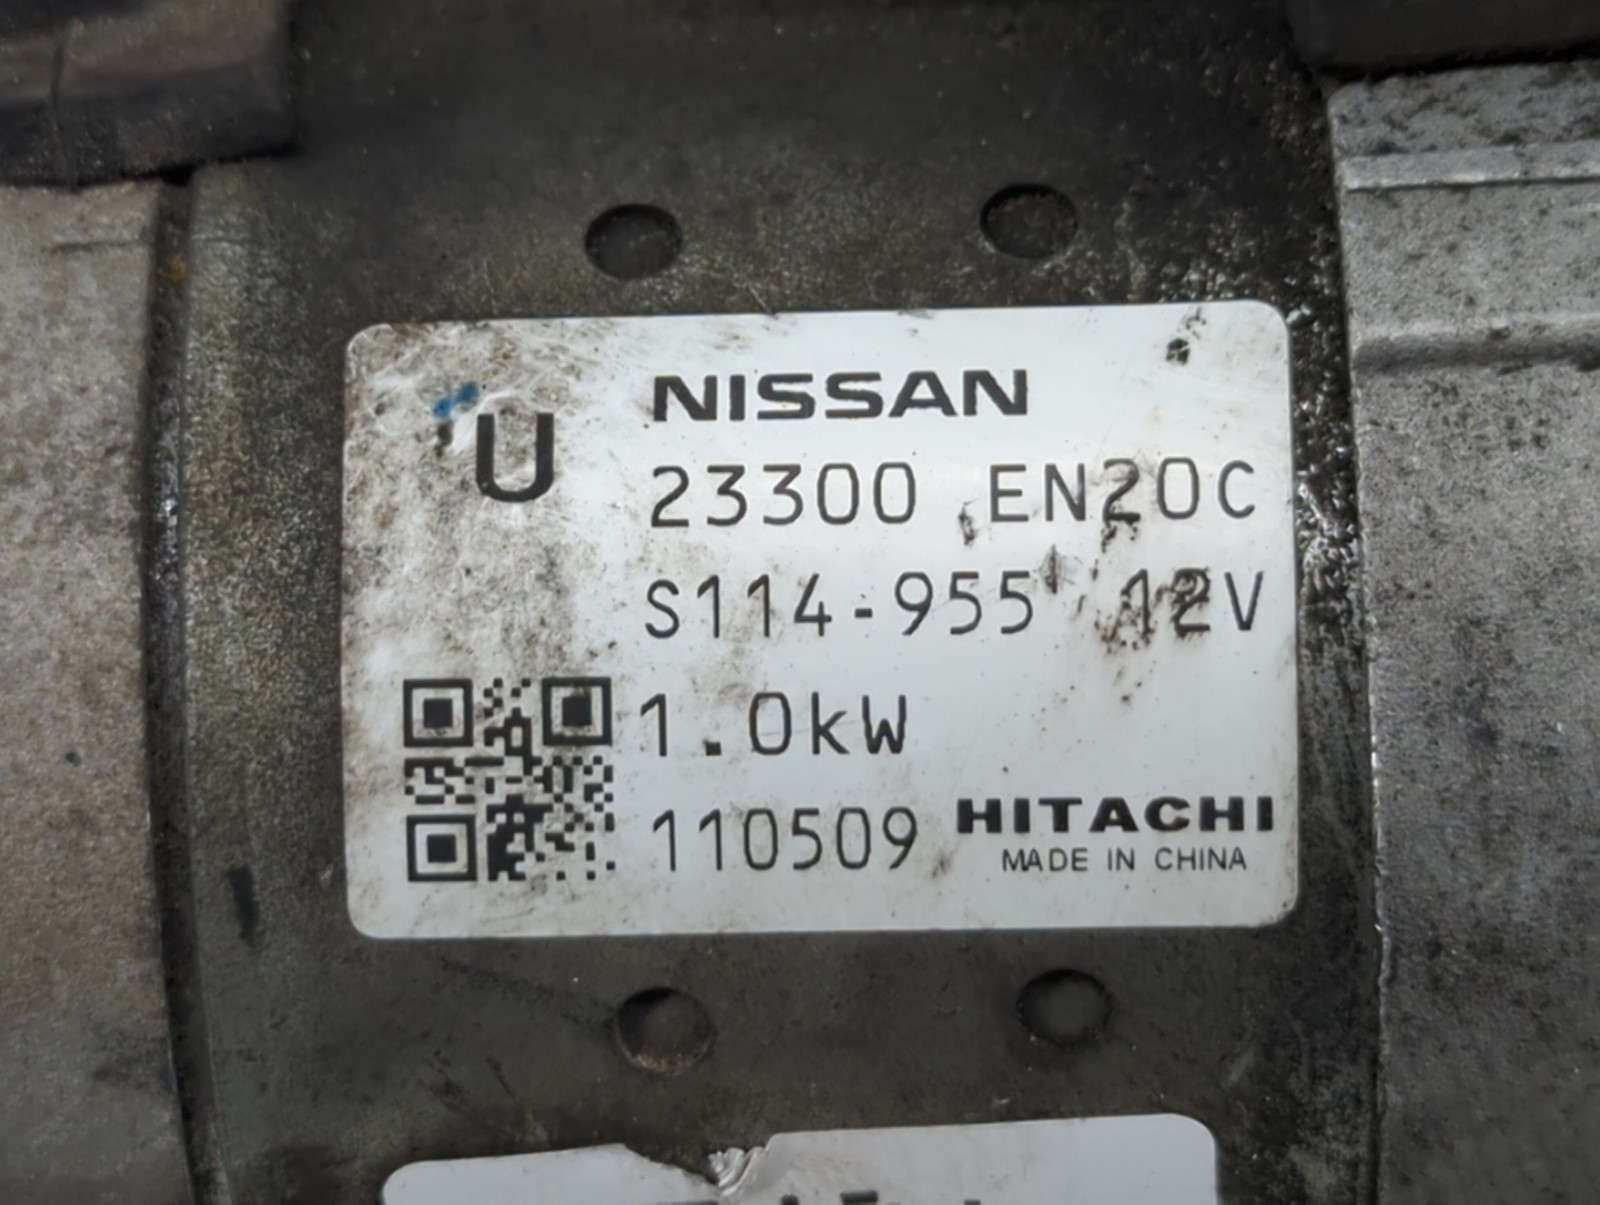 NISSAN
U
23300 EN20C
S114-955 12V
1.0kW
110509
HITACHI
MADE IN CHINA